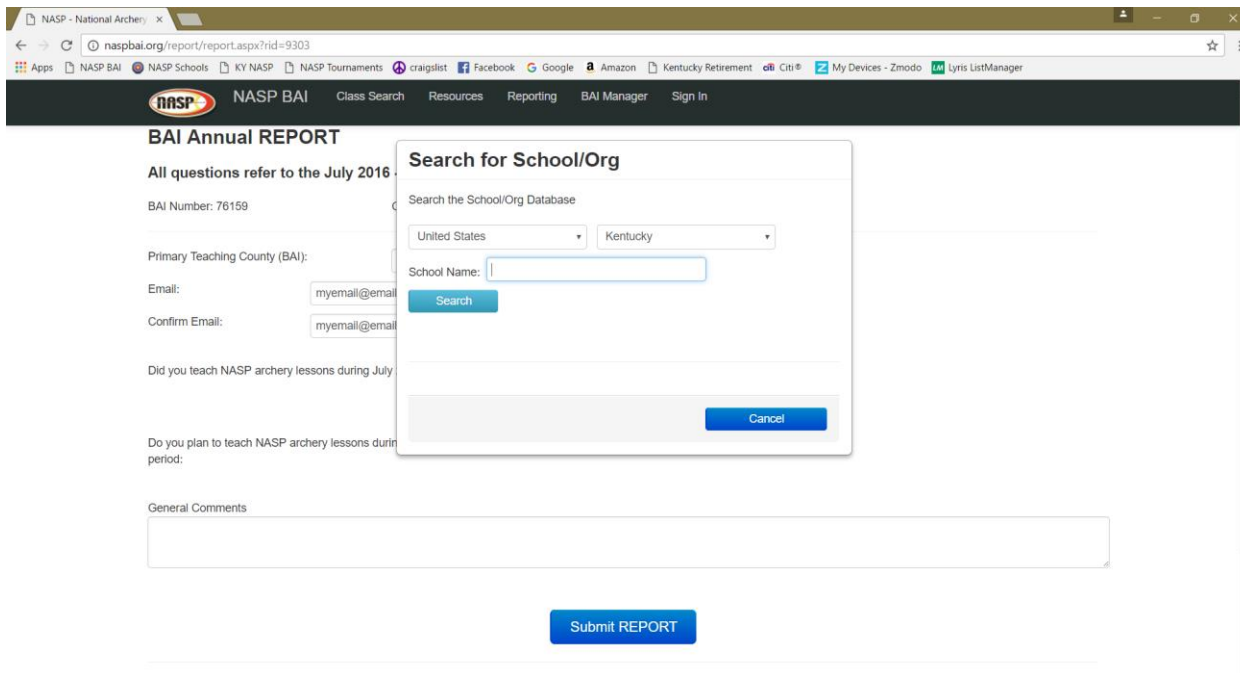 NASP - National Archery
naspbai.org/report/report.aspx?rid=9303
Apps NASP BAI NASP Schools KY NASP NASP Tournaments craigslist Facebook Google Amazon Kentucky Retirement Citi® My Devices - Zmodo Lyris ListManager
NASP NASP BAI Class Search Resources Reporting BAI Manager Sign In
BAI Annual REPORT
All questions refer to the July 2016
BAI Number: 76159
Primary Teaching County (BAI):
Email: myemail@email
Confirm Email: myemail@email
Did you teach NASP archery lessons during July
Do you plan to teach NASP archery lessons durin
period:
General Comments
Submit REPORT
Search for School/Org
Search the School/Org Database
United States Kentucky
School Name:
Search
Cancel